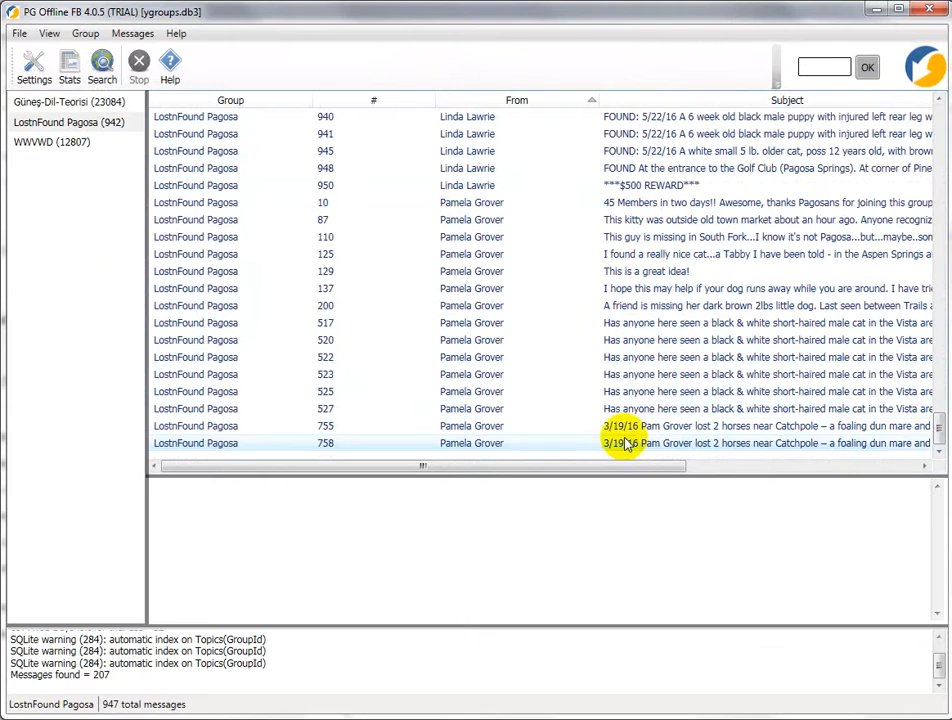 PG Offline FB 4.0.5 (TRIAL) [ygroups.db3]
File View Group Messages Help
Settings Stats Search Stop Help OK
Güneş-Dil-Teorisi (23084)
LostnFound Pagosa (942)
WWVWD (12807)
Group # From Subject
LostnFound Pagosa 940 Linda Lawrie FOUND: 5/22/16 A 6 week old black male puppy with injured left rear leg w
LostnFound Pagosa 941 Linda Lawrie FOUND: 5/22/16 A 6 week old black male puppy with injured left rear leg w
LostnFound Pagosa 945 Linda Lawrie FOUND: 5/22/16 A white small 5 lb. older cat, poss 12 years old, with brow
LostnFound Pagosa 948 Linda Lawrie FOUND At the entrance to the Golf Club (Pagosa Springs). At corner of Pine
LostnFound Pagosa 950 Linda Lawrie ***$500 REWARD***
LostnFound Pagosa 10 Pamela Grover 45 Members in two days!! Awesome, thanks Pagosans for joining this group
LostnFound Pagosa 87 Pamela Grover This kitty was outside old town market about an hour ago. Anyone recogniz
LostnFound Pagosa 110 Pamela Grover This guy is missing in South Fork...I know it's not Pagosa...but...maybe..som
LostnFound Pagosa 125 Pamela Grover I found a really nice cat...a Tabby I have been told - in the Aspen Springs a
LostnFound Pagosa 129 Pamela Grover This is a great idea!
LostnFound Pagosa 137 Pamela Grover I hope this may help if your dog runs away while you are around. I have trie
LostnFound Pagosa 200 Pamela Grover A friend is missing her dark brown 2lbs little dog. Last seen between Trails a
LostnFound Pagosa 517 Pamela Grover Has anyone here seen a black & white short-haired male cat in the Vista are
LostnFound Pagosa 520 Pamela Grover Has anyone here seen a black & white short-haired male cat in the Vista are
LostnFound Pagosa 522 Pamela Grover Has anyone here seen a black & white short-haired male cat in the Vista are
LostnFound Pagosa 523 Pamela Grover Has anyone here seen a black & white short-haired male cat in the Vista are
LostnFound Pagosa 525 Pamela Grover Has anyone here seen a black & white short-haired male cat in the Vista are
LostnFound Pagosa 527 Pamela Grover Has anyone here seen a black & white short-haired male cat in the Vista are
LostnFound Pagosa 755 Pamela Grover 3/19/16 Pam Grover lost 2 horses near Catchpole – a foaling dun mare and
LostnFound Pagosa 758 Pamela Grover 3/19/16 Pam Grover lost 2 horses near Catchpole – a foaling dun mare and
SQLite warning (284): automatic index on Topics(GroupId)
SQLite warning (284): automatic index on Topics(GroupId)
SQLite warning (284): automatic index on Topics(GroupId)
Messages found = 207
LostnFound Pagosa 947 total messages